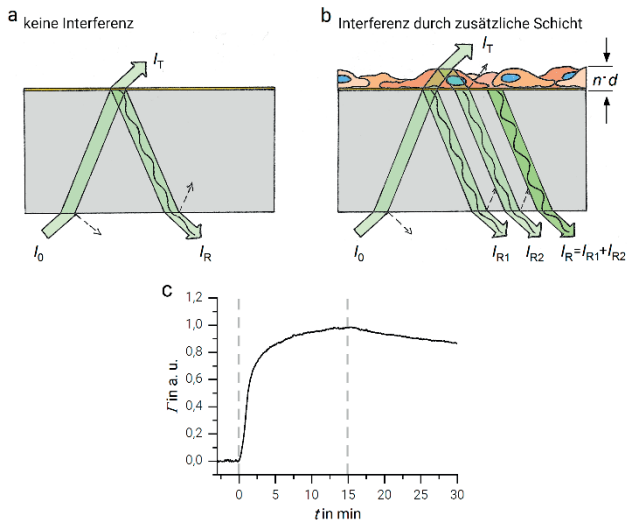 a
keine Interferenz
I_T
I_0
I_R
b
Interferenz durch zusätzliche Schicht
I_T
n·d
I_0
I_R1
I_R2
I_R=I_R1+I_R2
c
1,2
1,0
0,8
0,6
0,4
0,2
0,0
Γ in a. u.
0
5
10
15
20
25
30
t in min